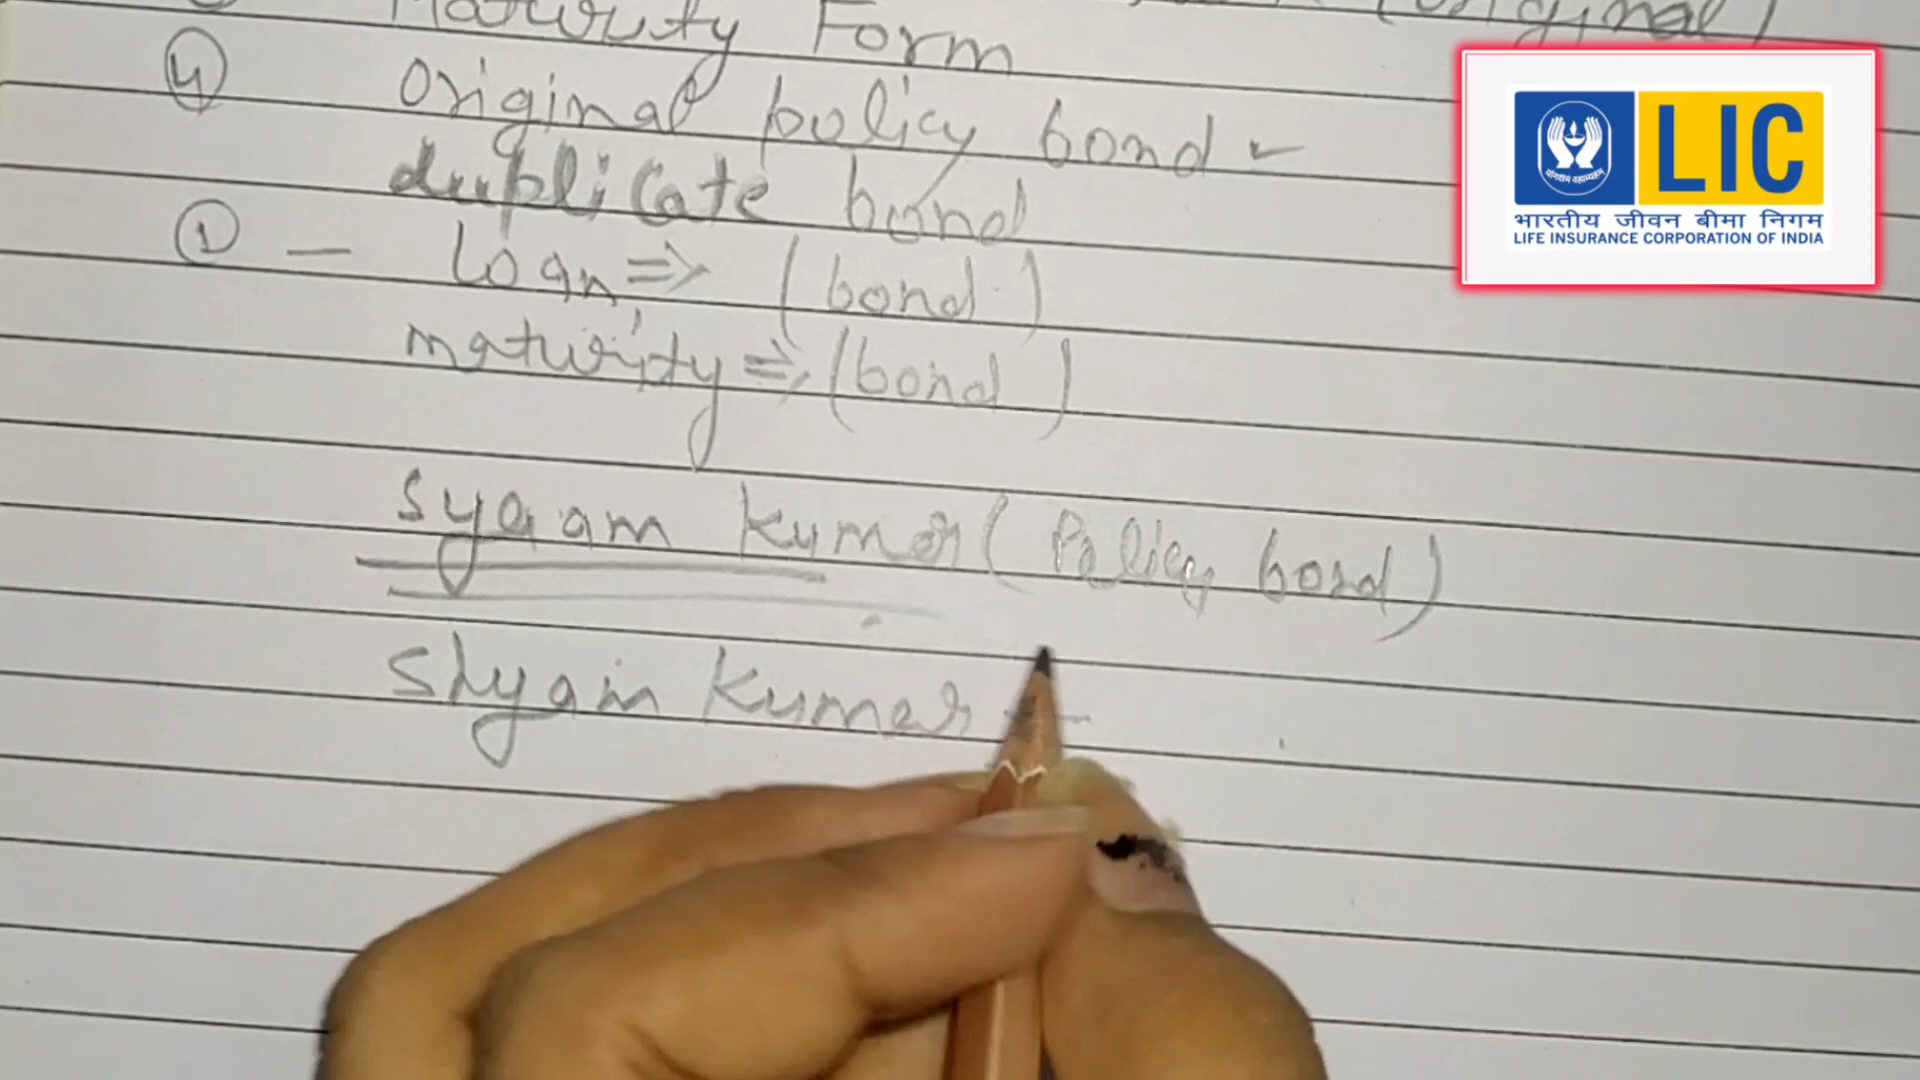 Maturity Form (original)
4 original policy bond
duplicate bond
1 - Loan => (bond)
maturity => (bond)
Syaam Kumar (Policy bond)
Shyam Kumar -
LIC
भारतीय जीवन बीमा निगम
LIFE INSURANCE CORPORATION OF INDIA